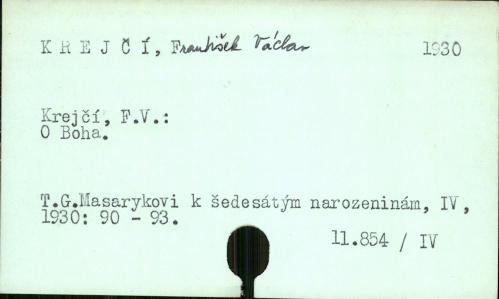 K R E J Č Í, František Václav 1930
Krejčí, F.V.:
O Boha.
T.G.Masarykovi k šedesátým narozeninám, IV,
1930: 90 - 93.
11.854 / IV